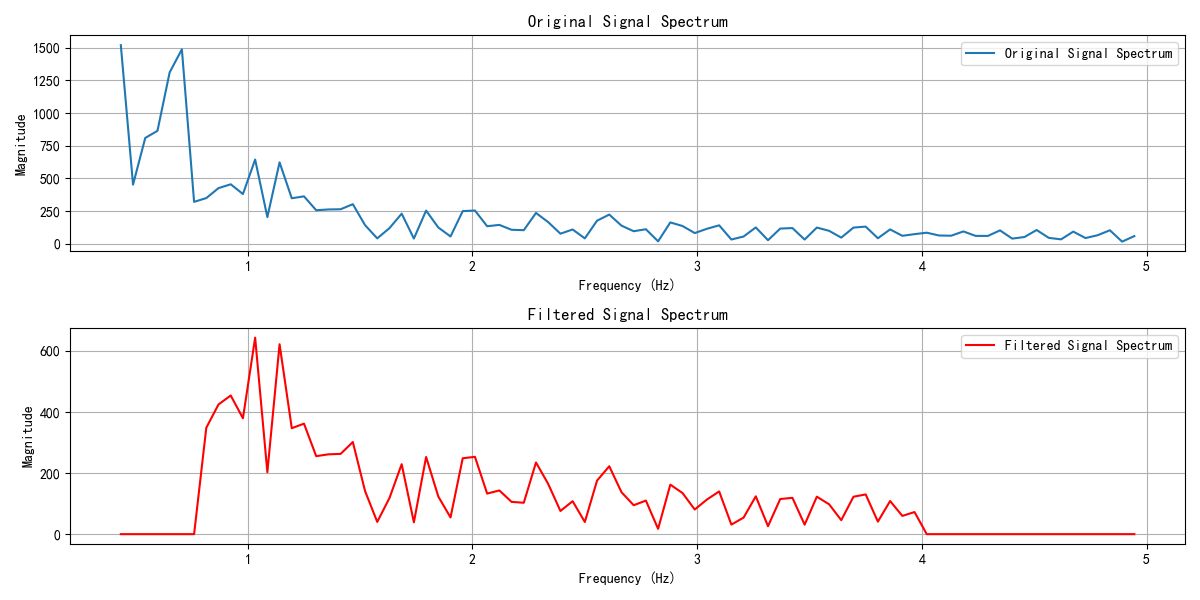 Original Signal Spectrum
1500
1250
1000
750
500
250
0
Magnitude
Original Signal Spectrum
1 2 3 4 5
Frequency (Hz)
Filtered Signal Spectrum
600
400
200
0
Magnitude
Filtered Signal Spectrum
1 2 3 4 5
Frequency (Hz)